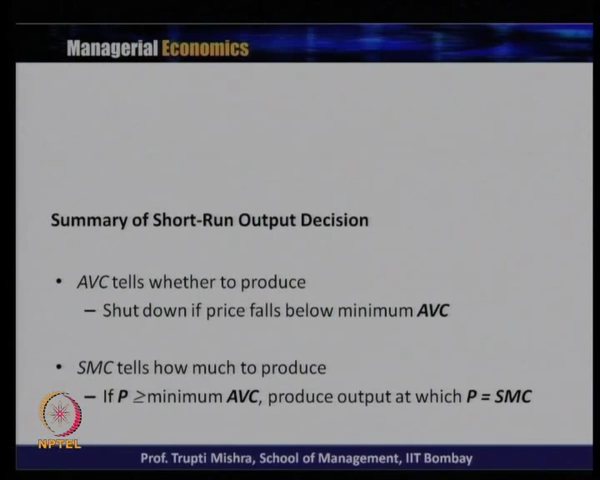 Managerial Economics
Summary of Short-Run Output Decision
• AVC tells whether to produce
– Shut down if price falls below minimum AVC
• SMC tells how much to produce
– If P ≥minimum AVC, produce output at which P = SMC
NPTEL
Prof. Trupti Mishra, School of Management, IIT Bombay